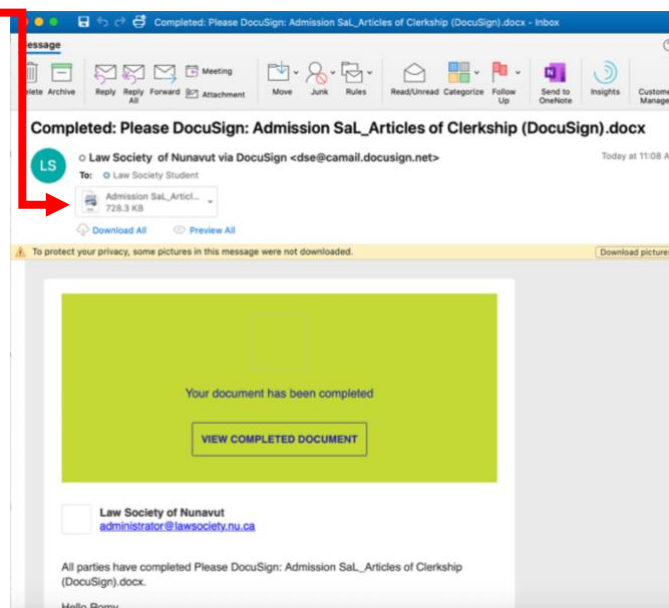 Completed: Please DocuSign: Admission SaL_Articles of Clerkship (DocuSign).docx - Inbox
essage
Meeting
Attachment
lete Archive Reply Reply All Forward Move Junk Rules Read/Unread Categorize Follow Up Send to OneNote Insights Custome Manage
Completed: Please DocuSign: Admission SaL_Articles of Clerkship (DocuSign).docx
LS
Law Society of Nunavut via DocuSign <dse@camail.docusign.net>
Today at 11:08 A
To: Law Society Student
Admission SaL_Articl...
728.3 KB
Download All Preview All
To protect your privacy, some pictures in this message were not downloaded. Download pictures
Your document has been completed
VIEW COMPLETED DOCUMENT
Law Society of Nunavut
administrator@lawsociety.nu.ca
All parties have completed Please DocuSign: Admission SaL_Articles of Clerkship
(DocuSign).docx.
Hello Romy